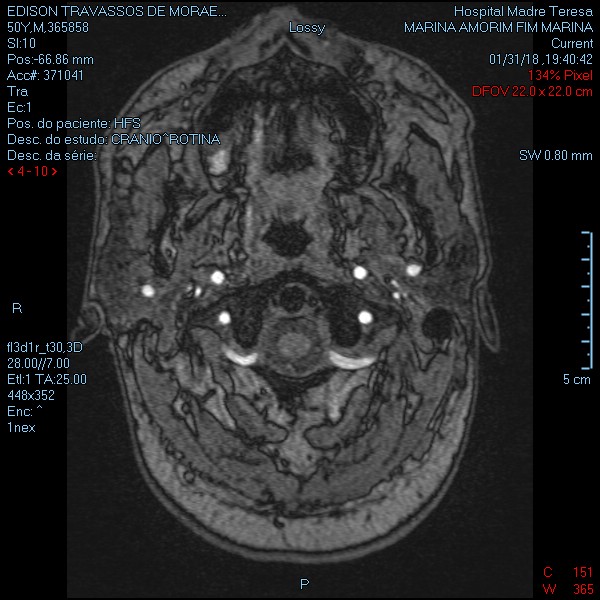 EDISON TRAVASSOS DE MORAE...
50Y,M,365858
Sl:10
Pos:-66.86 mm
Acc#: 371041
Tra
Ec:1
Pos. do paciente: HFS
Desc. do estudo: CRANIO^ROTINA
Desc. da série:
< 4 - 10 >
Lossy
Hospital Madre Teresa
MARINA AMORIM FIM MARINA
Current
01/31/18 ,19:40:42
134% Pixel
DFOV 22.0 x 22.0 cm
SW 0.80 mm
R
5 cm
fl3d1r_t30,3D
28.00//7.00
Etl:1 TA:25.00
448x352
Enc: ^
1nex
P
C 151
W 365